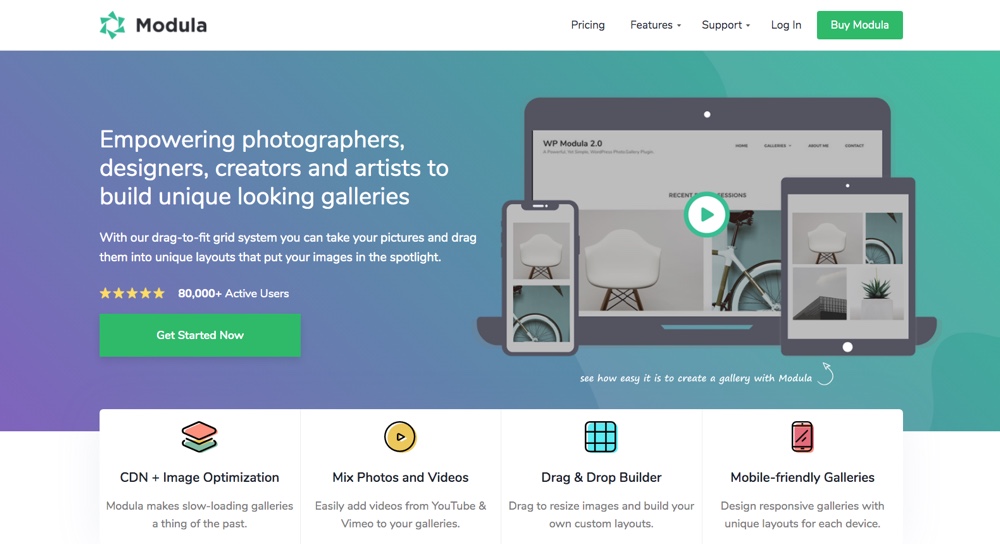 Modula
Pricing
Features
Support
Log In
Buy Modula
Empowering photographers,
designers, creators and artists to
build unique looking galleries
With our drag-to-fit grid system you can take your pictures and drag
them into unique layouts that put your images in the spotlight.
80,000+ Active Users
Get Started Now
WP Modula 2.0
A Powerful, Yet Simple, WordPress Photo Gallery Plugin
HOME
GALLERIES
ABOUT ME
CONTACT
see how easy it is to create a gallery with Modula
CDN + Image Optimization
Modula makes slow-loading galleries
a thing of the past.
Mix Photos and Videos
Easily add videos from YouTube &
Vimeo to your galleries.
Drag & Drop Builder
Drag to resize images and build your
own custom layouts.
Mobile-friendly Galleries
Design responsive galleries with
unique layouts for each device.